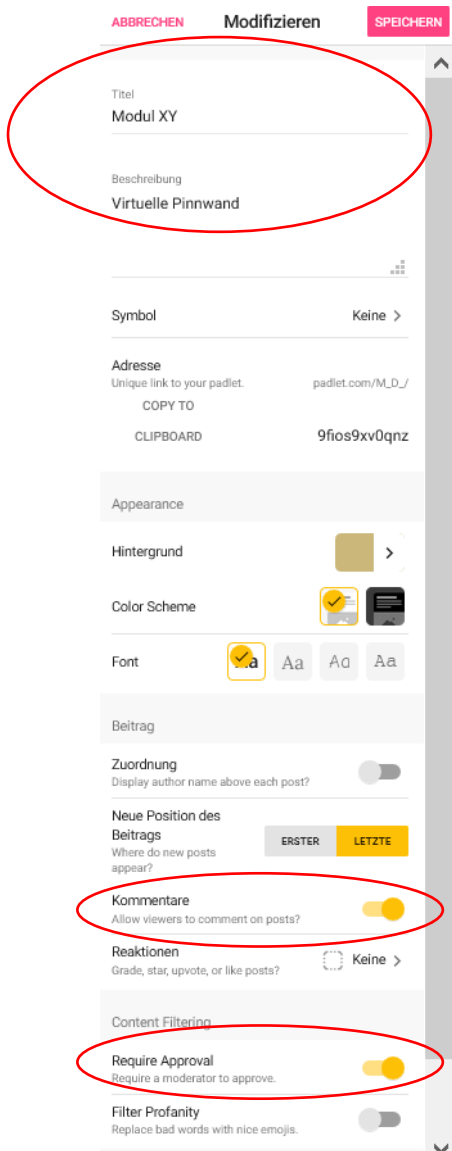 ABBRECHEN Modifizieren SPEICHERN
Titel
Modul XY
Beschreibung
Virtuelle Pinnwand
Symbol Keine
Adresse
Unique link to your padlet. padlet.com/M_D_/
COPY TO
CLIPBOARD 9fios9xv0qnz
Appearance
Hintergrund
Color Scheme
Font Aa Aa Aa Aa
Beitrag
Zuordnung
Display author name above each post?
Neue Position des
Beitrags ERSTER LETZTE
Where do new posts
appear?
Kommentare
Allow viewers to comment on posts?
Reaktionen Keine
Grade, star, upvote, or like posts?
Content Filtering
Require Approval
Require a moderator to approve.
Filter Profanity
Replace bad words with nice emojis.